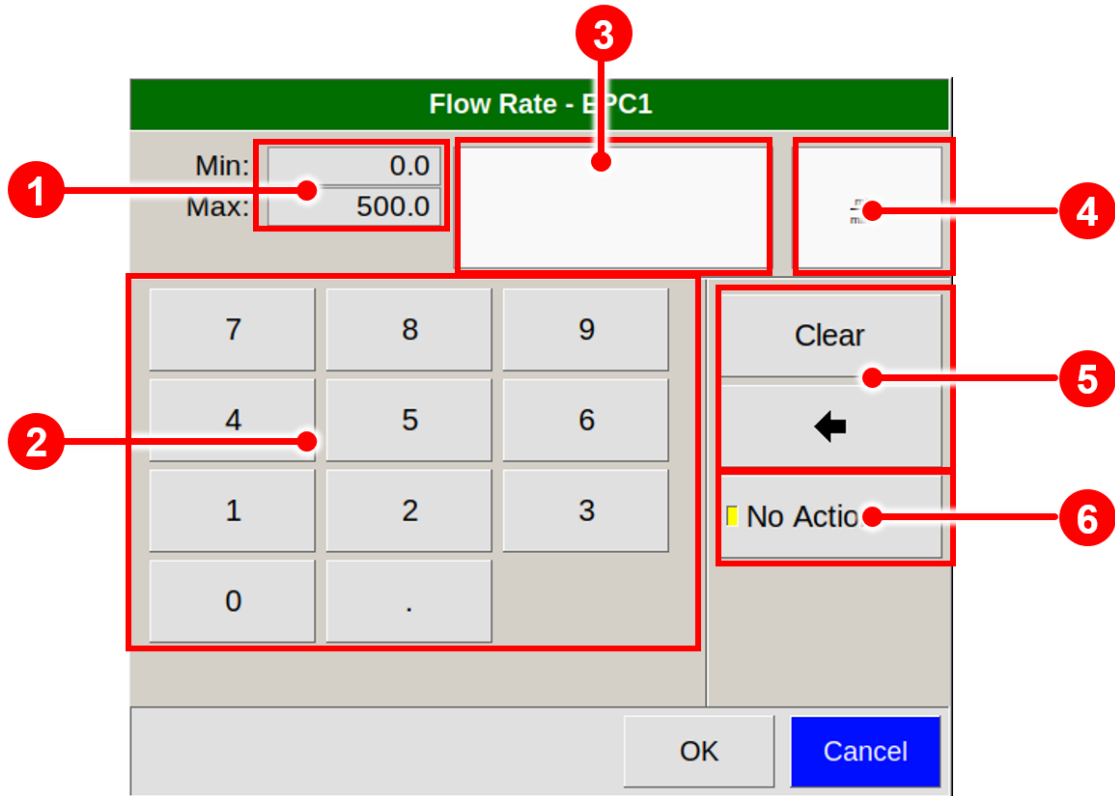 3
Flow Rate - EPC1
1
Min: 0.0
Max: 500.0
4
7 8 9 Clear
5
4 5 6
2
1 2 3 No Actio
6
0 .
OK Cancel